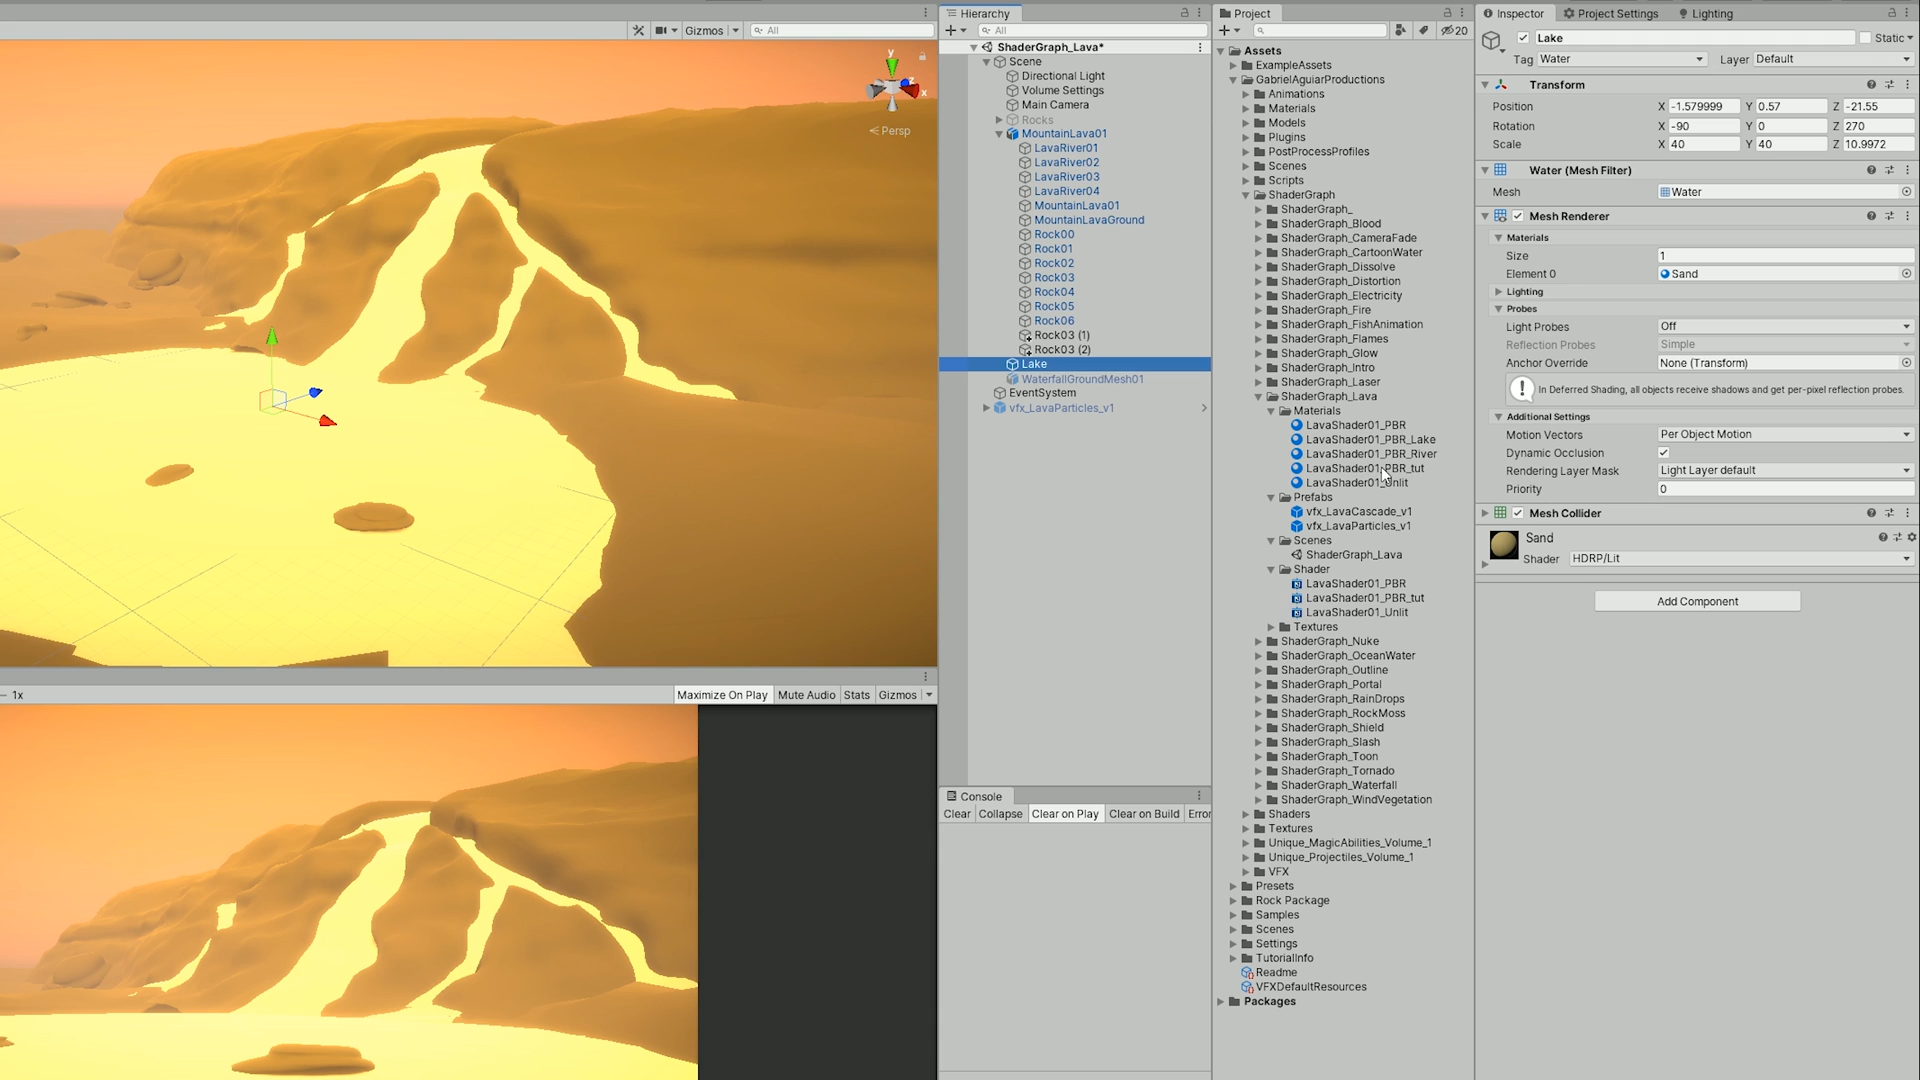 Gizmos
All
y
z
x
Persp
1x
Maximize On Play
Mute Audio
Stats
Gizmos
Hierarchy
All
ShaderGraph_Lava*
Scene
Directional Light
Volume Settings
Main Camera
Rocks
MountainLava01
LavaRiver01
LavaRiver02
LavaRiver03
LavaRiver04
MountainLava01
MountainLavaGround
Rock00
Rock01
Rock02
Rock03
Rock04
Rock05
Rock06
Rock03 (1)
Rock03 (2)
Lake
WaterfallGroundMesh01
EventSystem
vfx_LavaParticles_v1
Console
Clear
Collapse
Clear on Play
Clear on Build
Error
Project
20
Assets
ExampleAssets
GabrielAguiarProductions
Animations
Materials
Models
Plugins
PostProcessProfiles
Scenes
Scripts
ShaderGraph
ShaderGraph_
ShaderGraph_Blood
ShaderGraph_CameraFade
ShaderGraph_CartoonWater
ShaderGraph_Dissolve
ShaderGraph_Distortion
ShaderGraph_Electricity
ShaderGraph_Fire
ShaderGraph_FishAnimation
ShaderGraph_Flames
ShaderGraph_Glow
ShaderGraph_Intro
ShaderGraph_Laser
ShaderGraph_Lava
Materials
LavaShader01_PBR
LavaShader01_PBR_Lake
LavaShader01_PBR_River
LavaShader01_PBR_tut
LavaShader01_Unlit
Prefabs
vfx_LavaCascade_v1
vfx_LavaParticles_v1
Scenes
ShaderGraph_Lava
Shader
LavaShader01_PBR
LavaShader01_PBR_tut
LavaShader01_Unlit
Textures
ShaderGraph_Nuke
ShaderGraph_OceanWater
ShaderGraph_Outline
ShaderGraph_Portal
ShaderGraph_RainDrops
ShaderGraph_RockMoss
ShaderGraph_Shield
ShaderGraph_Slash
ShaderGraph_Toon
ShaderGraph_Tornado
ShaderGraph_Waterfall
ShaderGraph_WindVegetation
Shaders
Textures
Unique_MagicAbilities_Volume_1
Unique_Projectiles_Volume_1
VFX
Presets
Rock Package
Samples
Scenes
Settings
TutorialInfo
Readme
VFXDefaultResources
Packages
Inspector
Project Settings
Lighting
Lake
Static
Tag Water Layer Default
Transform
Position X -1.579999 Y 0.57 Z -21.55
Rotation X -90 Y 0 Z 270
Scale X 40 Y 40 Z 10.9972
Water (Mesh Filter)
Mesh Water
Mesh Renderer
Materials
Size 1
Element 0 Sand
Lighting
Probes
Light Probes Off
Reflection Probes Simple
Anchor Override None (Transform)
In Deferred Shading, all objects receive shadows and get per-pixel reflection probes.
Additional Settings
Motion Vectors Per Object Motion
Dynamic Occlusion
Rendering Layer Mask Light Layer default
Priority 0
Mesh Collider
Sand
Shader HDRP/Lit
Add Component